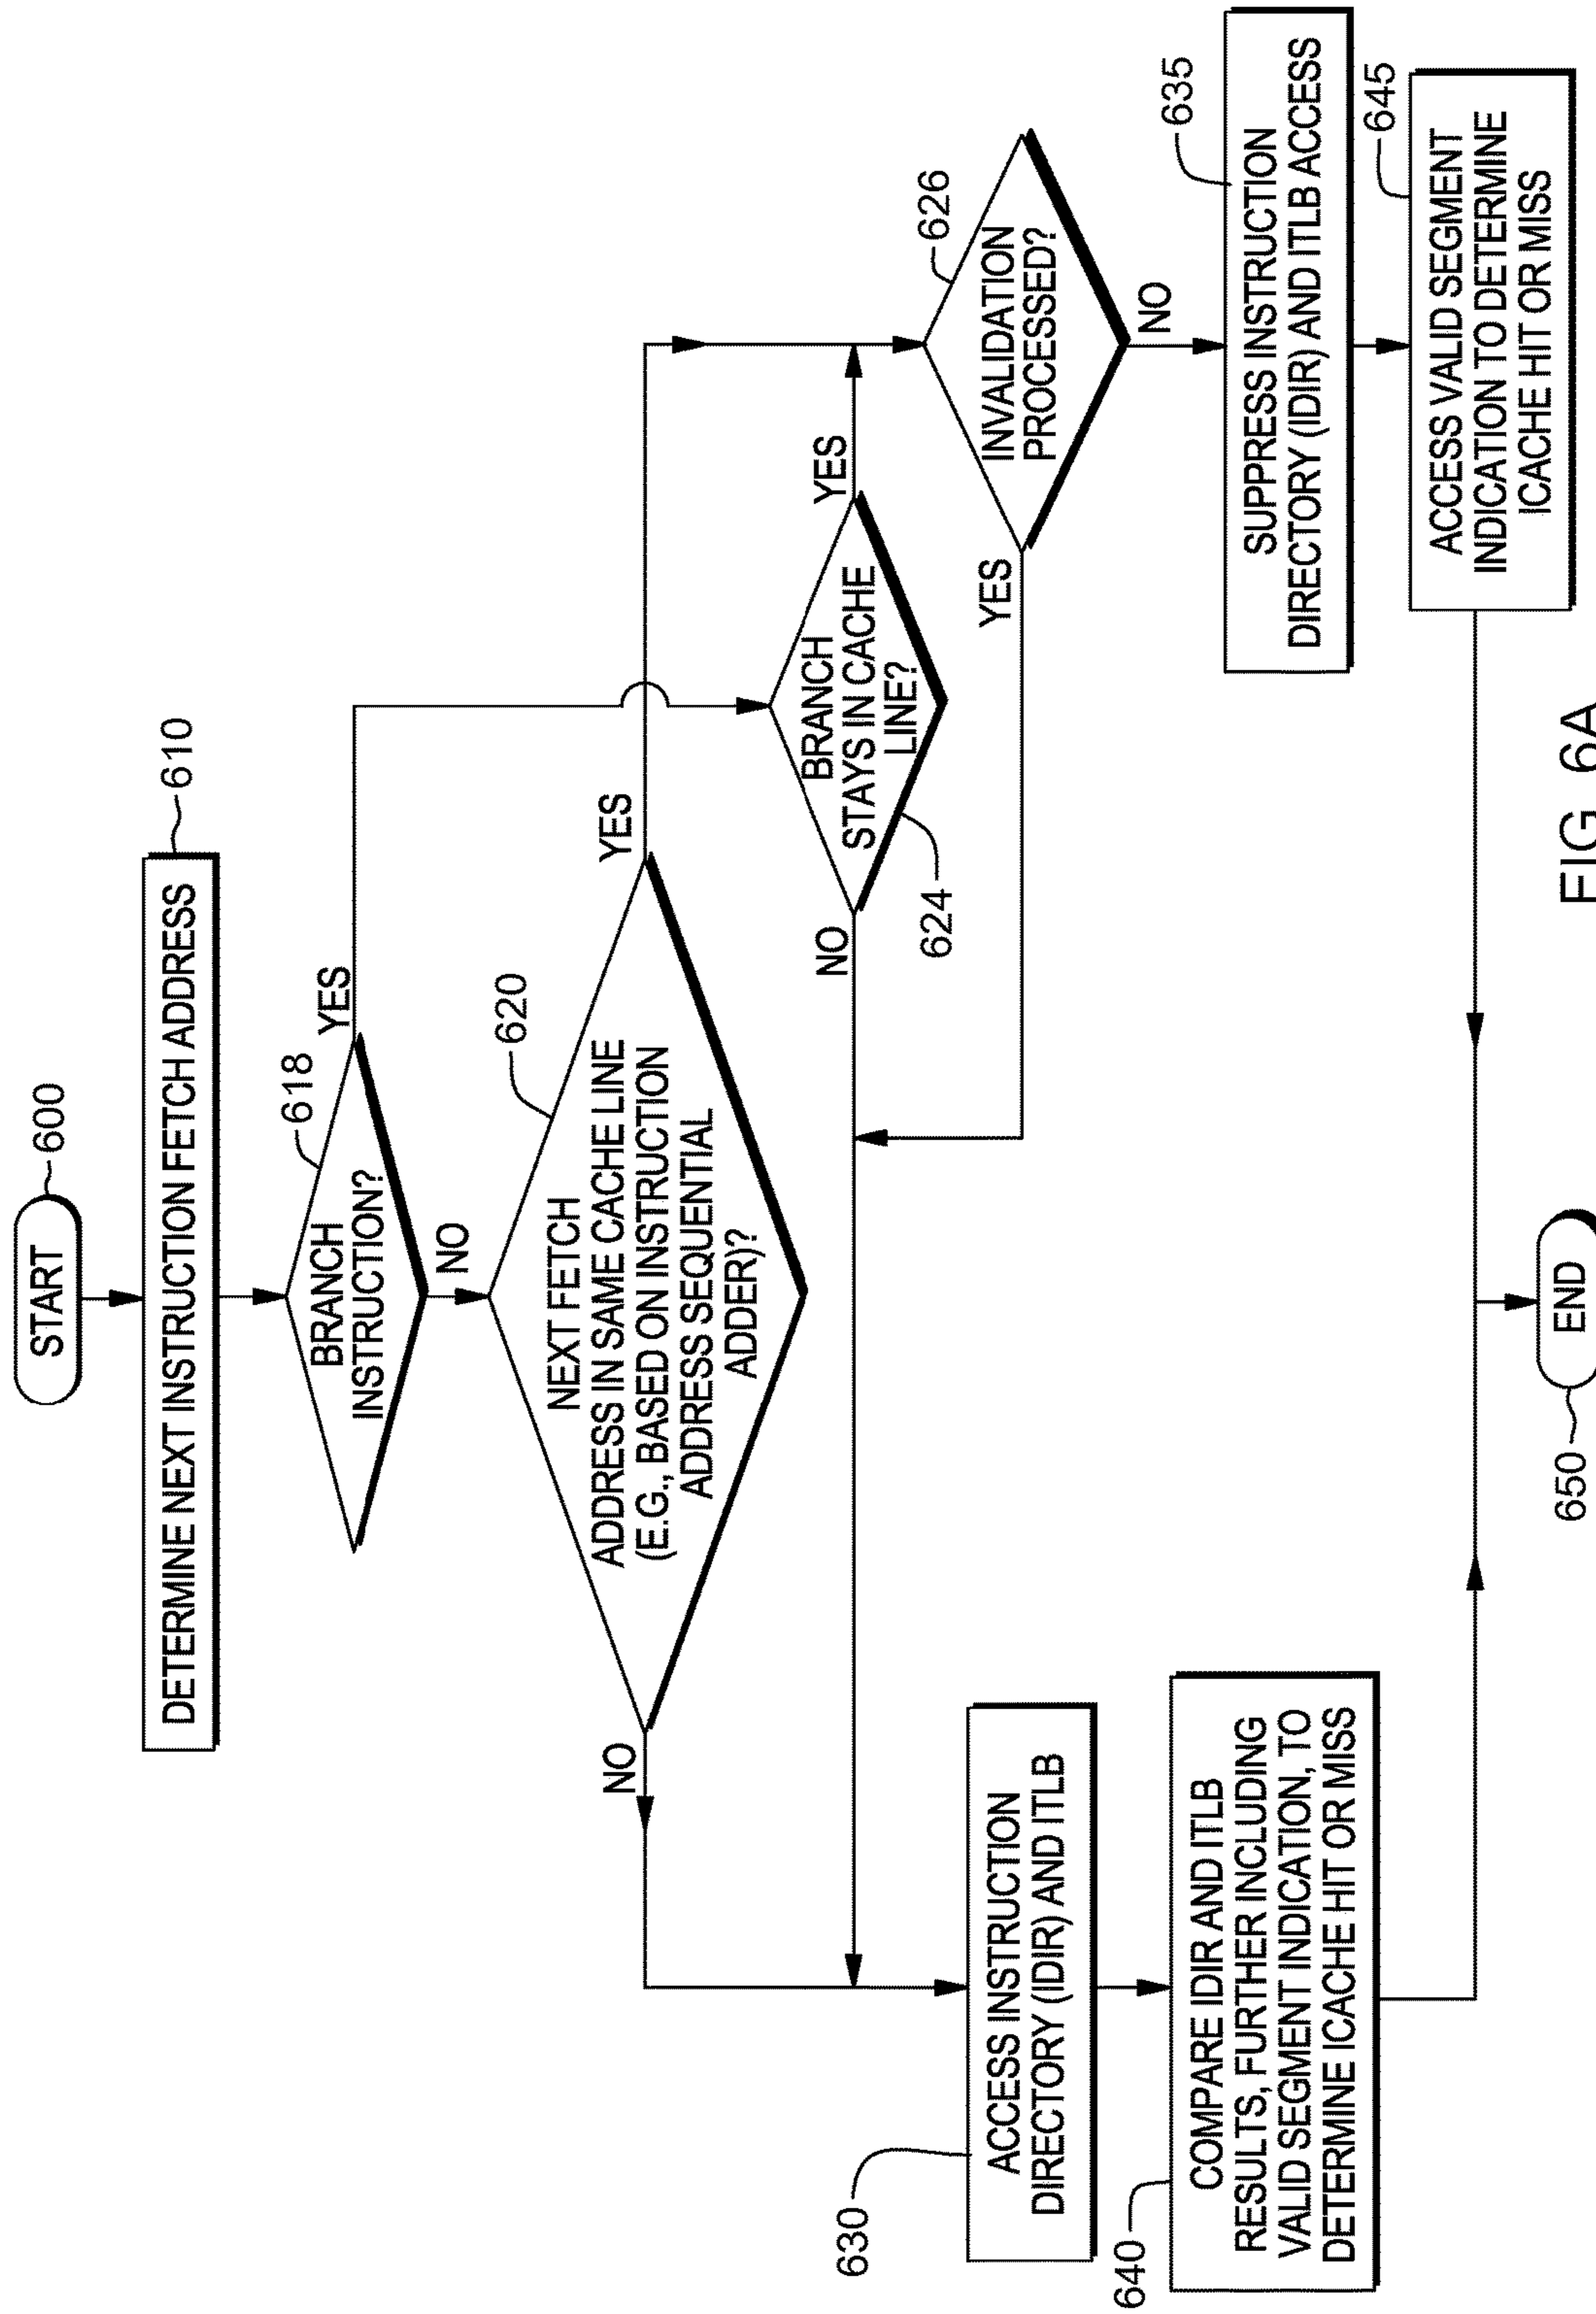 START
600
DETERMINE NEXT INSTRUCTION FETCH ADDRESS
610
BRANCH
INSTRUCTION?
618
YES
NO
NEXT FETCH
ADDRESS IN SAME CACHE LINE
(E.G., BASED ON INSTRUCTION
ADDRESS SEQUENTIAL
ADDER)?
620
NO
YES
BRANCH
STAYS IN CACHE
LINE?
624
NO
YES
INVALIDATION
PROCESSED?
626
YES
NO
ACCESS INSTRUCTION
DIRECTORY (IDIR) AND ITLB
630
SUPPRESS INSTRUCTION
DIRECTORY (IDIR) AND ITLB ACCESS
635
COMPARE IDIR AND ITLB
RESULTS, FURTHER INCLUDING
VALID SEGMENT INDICATION, TO
DETERMINE ICACHE HIT OR MISS
640
ACCESS VALID SEGMENT
INDICATION TO DETERMINE
ICACHE HIT OR MISS
645
END
650
FIG. 6A